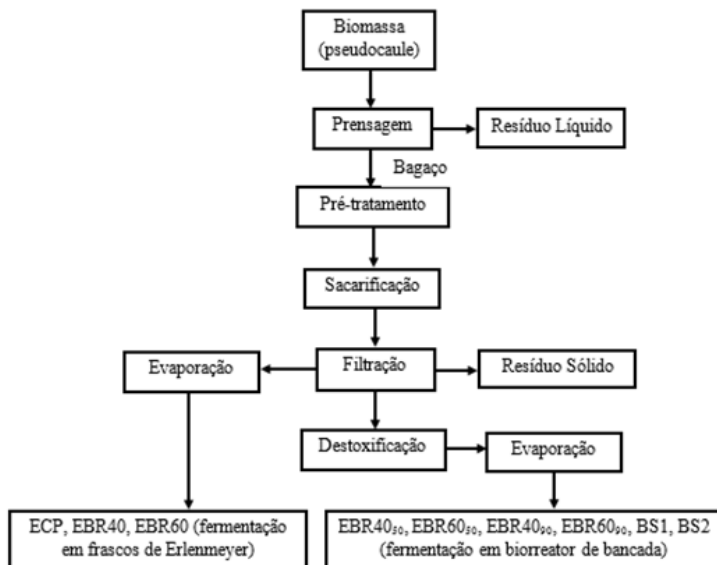 Biomassa
(pseudocaule)
Prensagem
Resíduo Líquido
Bagaço
Pré-tratamento
Sacarificação
Evaporação
Filtração
Resíduo Sólido
Destoxificação
Evaporação
ECP, EBR40, EBR60 (fermentação
em frascos de Erlenmeyer)
EBR40₅₀, EBR60₅₀, EBR40₉₀, EBR60₉₀, BS1, BS2
(fermentação em biorreator de bancada)